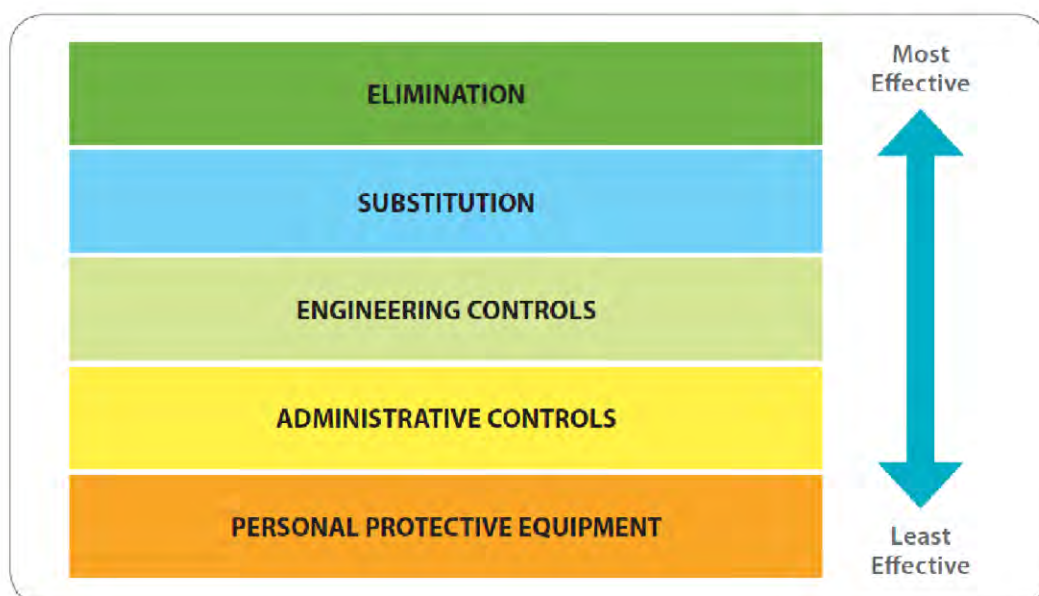 Most
Effective
ELIMINATION
SUBSTITUTION
ENGINEERING CONTROLS
ADMINISTRATIVE CONTROLS
PERSONAL PROTECTIVE EQUIPMENT
Least
Effective